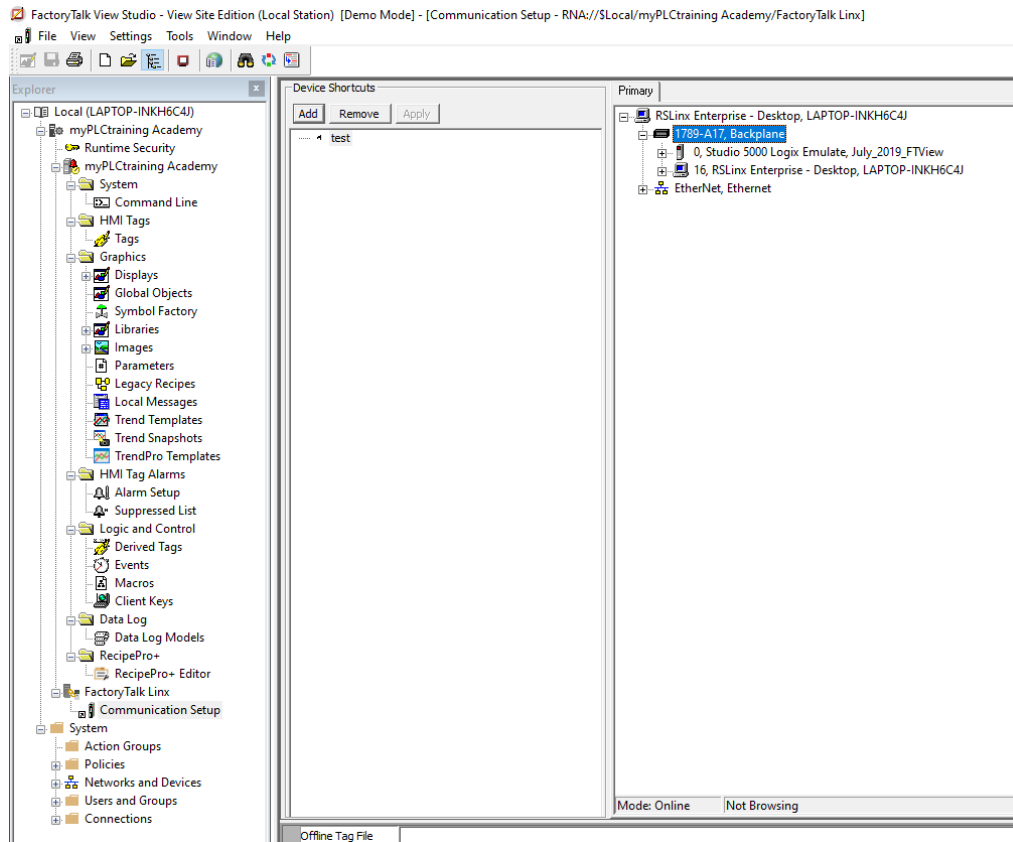 FactoryTalk View Studio - View Site Edition (Local Station)  [Demo Mode] - [Communication Setup - RNA://$Local/myPLCtraining Academy/FactoryTalk Linx]
File View Settings Tools Window Help
Explorer
Local (LAPTOP-INKH6C4J)
myPLCtraining Academy
Runtime Security
myPLCtraining Academy
System
Command Line
HMI Tags
Tags
Graphics
Displays
Global Objects
Symbol Factory
Libraries
Images
Parameters
Legacy Recipes
Local Messages
Trend Templates
Trend Snapshots
TrendPro Templates
HMI Tag Alarms
Alarm Setup
Suppressed List
Logic and Control
Derived Tags
Events
Macros
Client Keys
Data Log
Data Log Models
RecipePro+
RecipePro+ Editor
FactoryTalk Linx
Communication Setup
System
Action Groups
Policies
Networks and Devices
Users and Groups
Connections
Device Shortcuts
Add Remove Apply
test
Primary
RSLinx Enterprise - Desktop, LAPTOP-INKH6C4J
1789-A17, Backplane
0, Studio 5000 Logix Emulate, July_2019_FTView
16, RSLinx Enterprise - Desktop, LAPTOP-INKH6C4J
EtherNet, Ethernet
Mode: Online Not Browsing
Offline Tag File